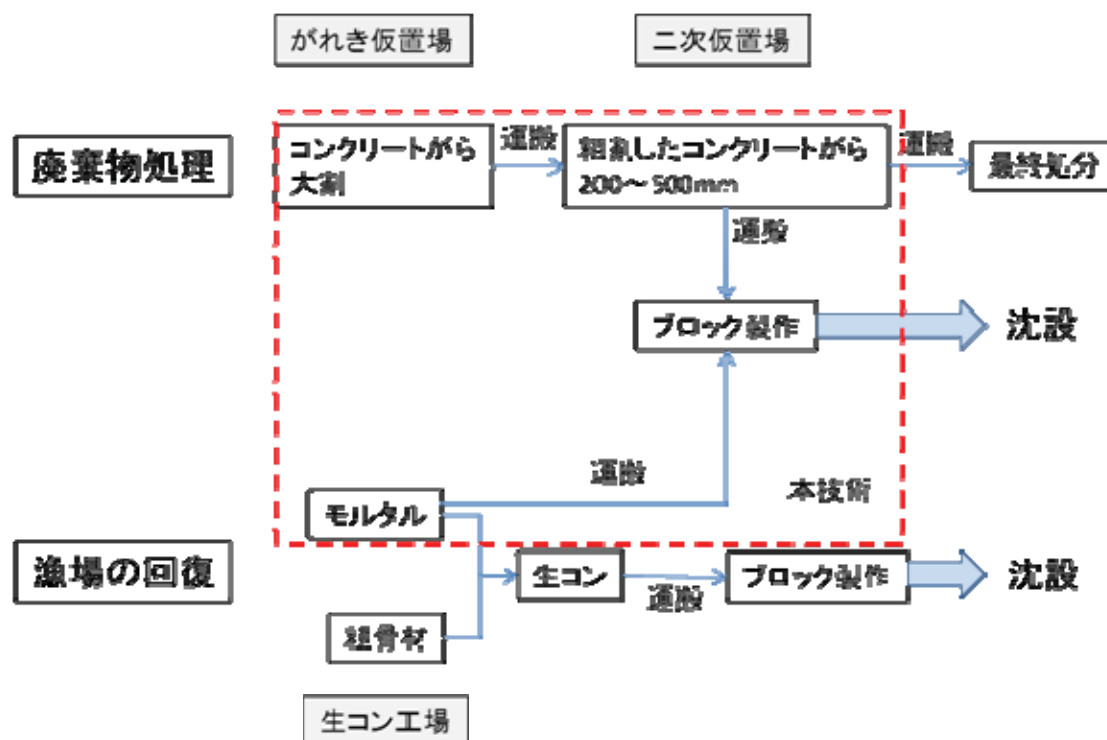 がれき仮置場
二次仮置場
廃棄物処理
コンクリートがら
大割
運搬
粗割したコンクリートがら
200～500mm
運搬
最終処分
運搬
ブロック製作
沈設
運搬
本技術
モルタル
漁場の回復
生コン
運搬
ブロック製作
沈設
粗骨材
生コン工場